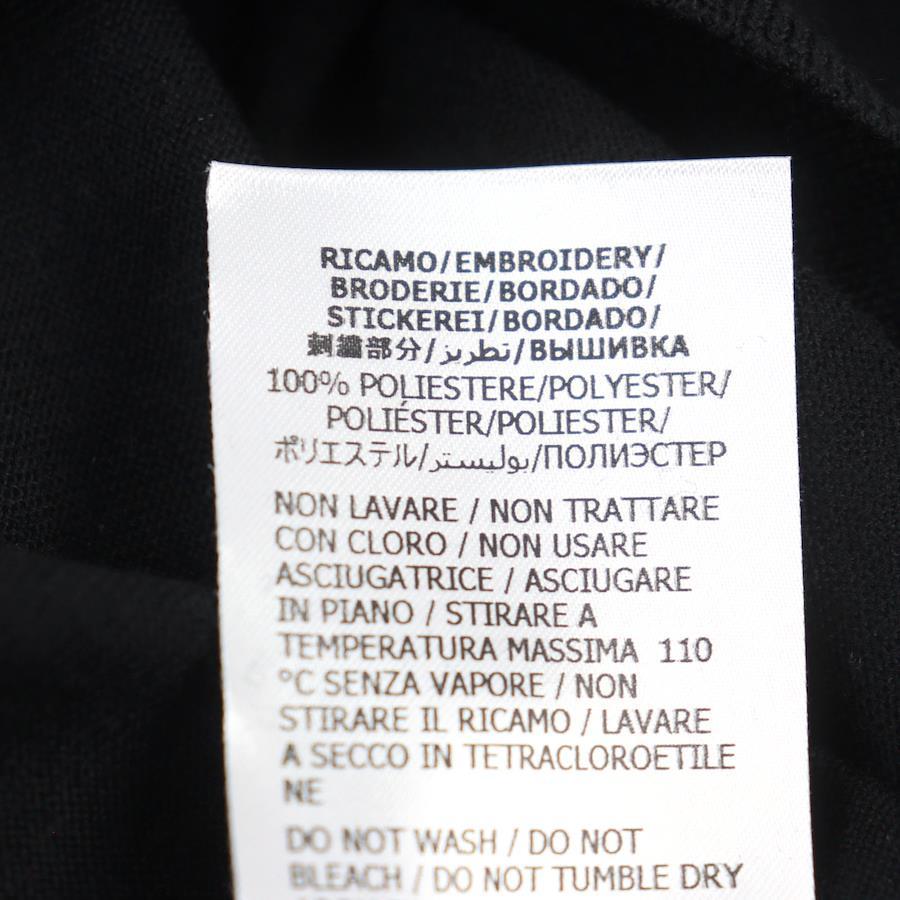 RICAMO/EMBROIDERY/
BRODERIE/BORDADO/
STICKEREI/BORDADO/
刺繍部分/تطريز/ВЫШИВКА
100% POLIESTERE/POLYESTER/
POLIÉSTER/POLIESTER/
ポリエステル/بوليستر/ПОЛИЭСТЕР
NON LAVARE / NON TRATTARE
CON CLORO / NON USARE
ASCIUGATRICE / ASCIUGARE
IN PIANO / STIRARE A
TEMPERATURA MASSIMA 110
°C SENZA VAPORE / NON
STIRARE IL RICAMO / LAVARE
A SECCO IN TETRACLOROETILE
NE
DO NOT WASH / DO NOT
BLEACH / DO NOT TUMBLE DRY